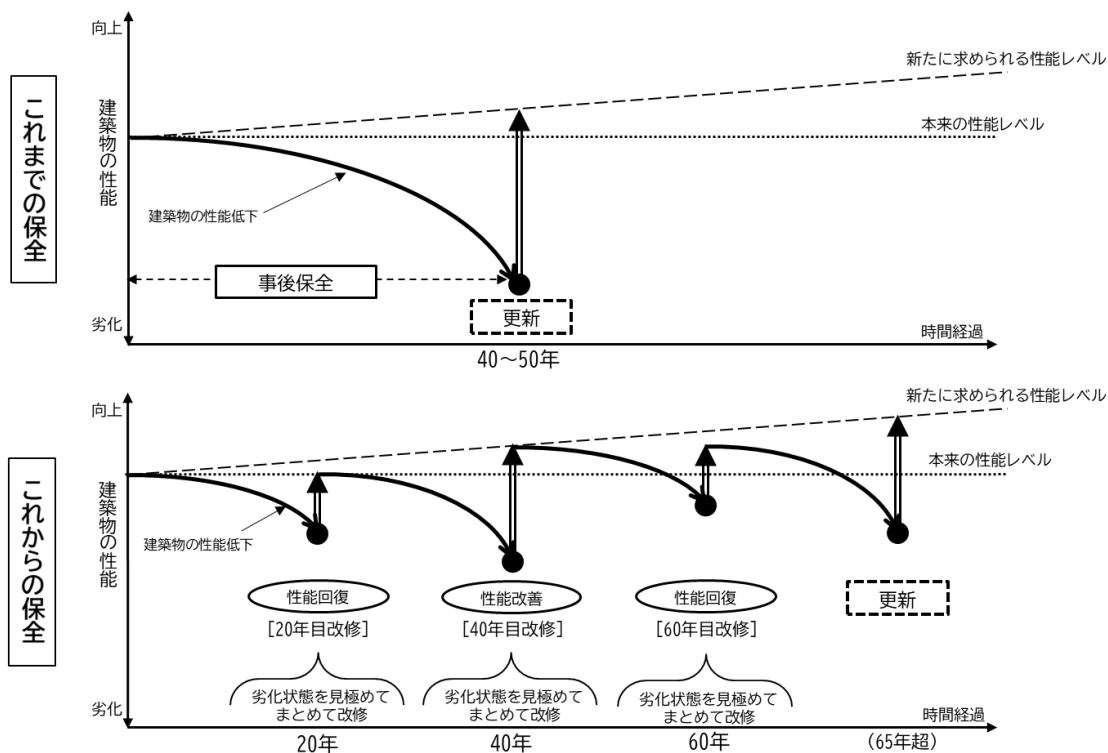 これまでの保全
向上
建築物の性能
劣化
新たに求められる性能レベル
本来の性能レベル
建築物の性能低下
事後保全
更新
時間経過
40～50年
これからの保全
向上
建築物の性能
劣化
新たに求められる性能レベル
本来の性能レベル
建築物の性能低下
性能回復
[20年目改修]
劣化状態を見極めて
まとめて改修
20年
性能改善
[40年目改修]
劣化状態を見極めて
まとめて改修
40年
性能回復
[60年目改修]
劣化状態を見極めて
まとめて改修
60年
更新
時間経過
(65年超)